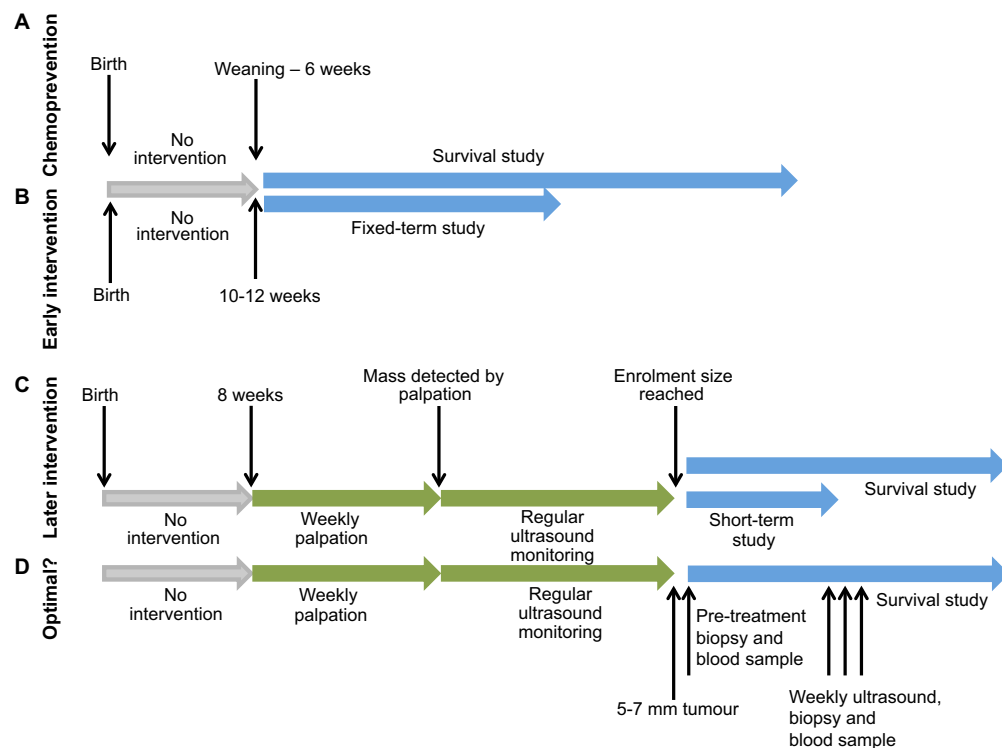 A
Chemoprevention
Birth
Weaning – 6 weeks
No
intervention
Survival study
B
Early intervention
No
intervention
Fixed-term study
Birth
10-12 weeks
C
Later intervention
Birth
8 weeks
Mass detected by
palpation
Enrolment size
reached
No
intervention
Weekly
palpation
Regular
ultrasound
monitoring
Survival study
Short-term
study
D
Optimal?
No
intervention
Weekly
palpation
Regular
ultrasound
monitoring
Survival study
Pre-treatment
biopsy and
blood sample
5-7 mm tumour
Weekly ultrasound,
biopsy and
blood sample